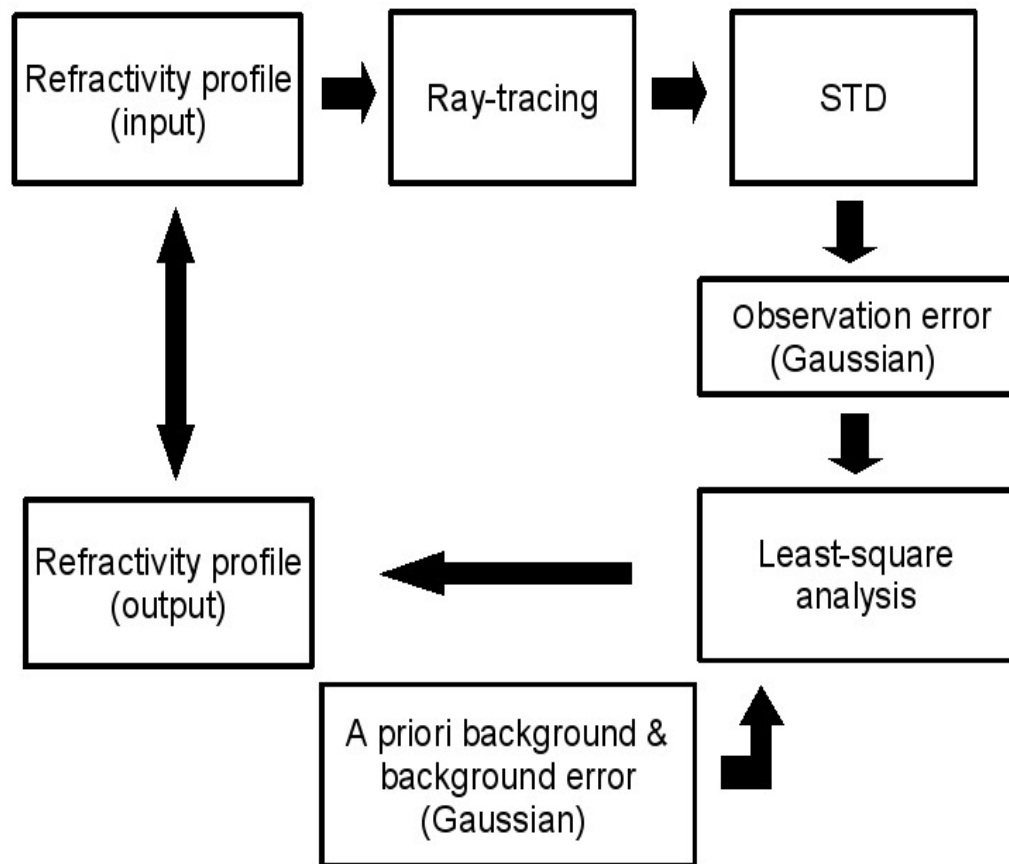 Refractivity profile
(input)
Ray-tracing
STD
Observation error
(Gaussian)
Least-square
analysis
Refractivity profile
(output)
A priori background &
background error
(Gaussian)